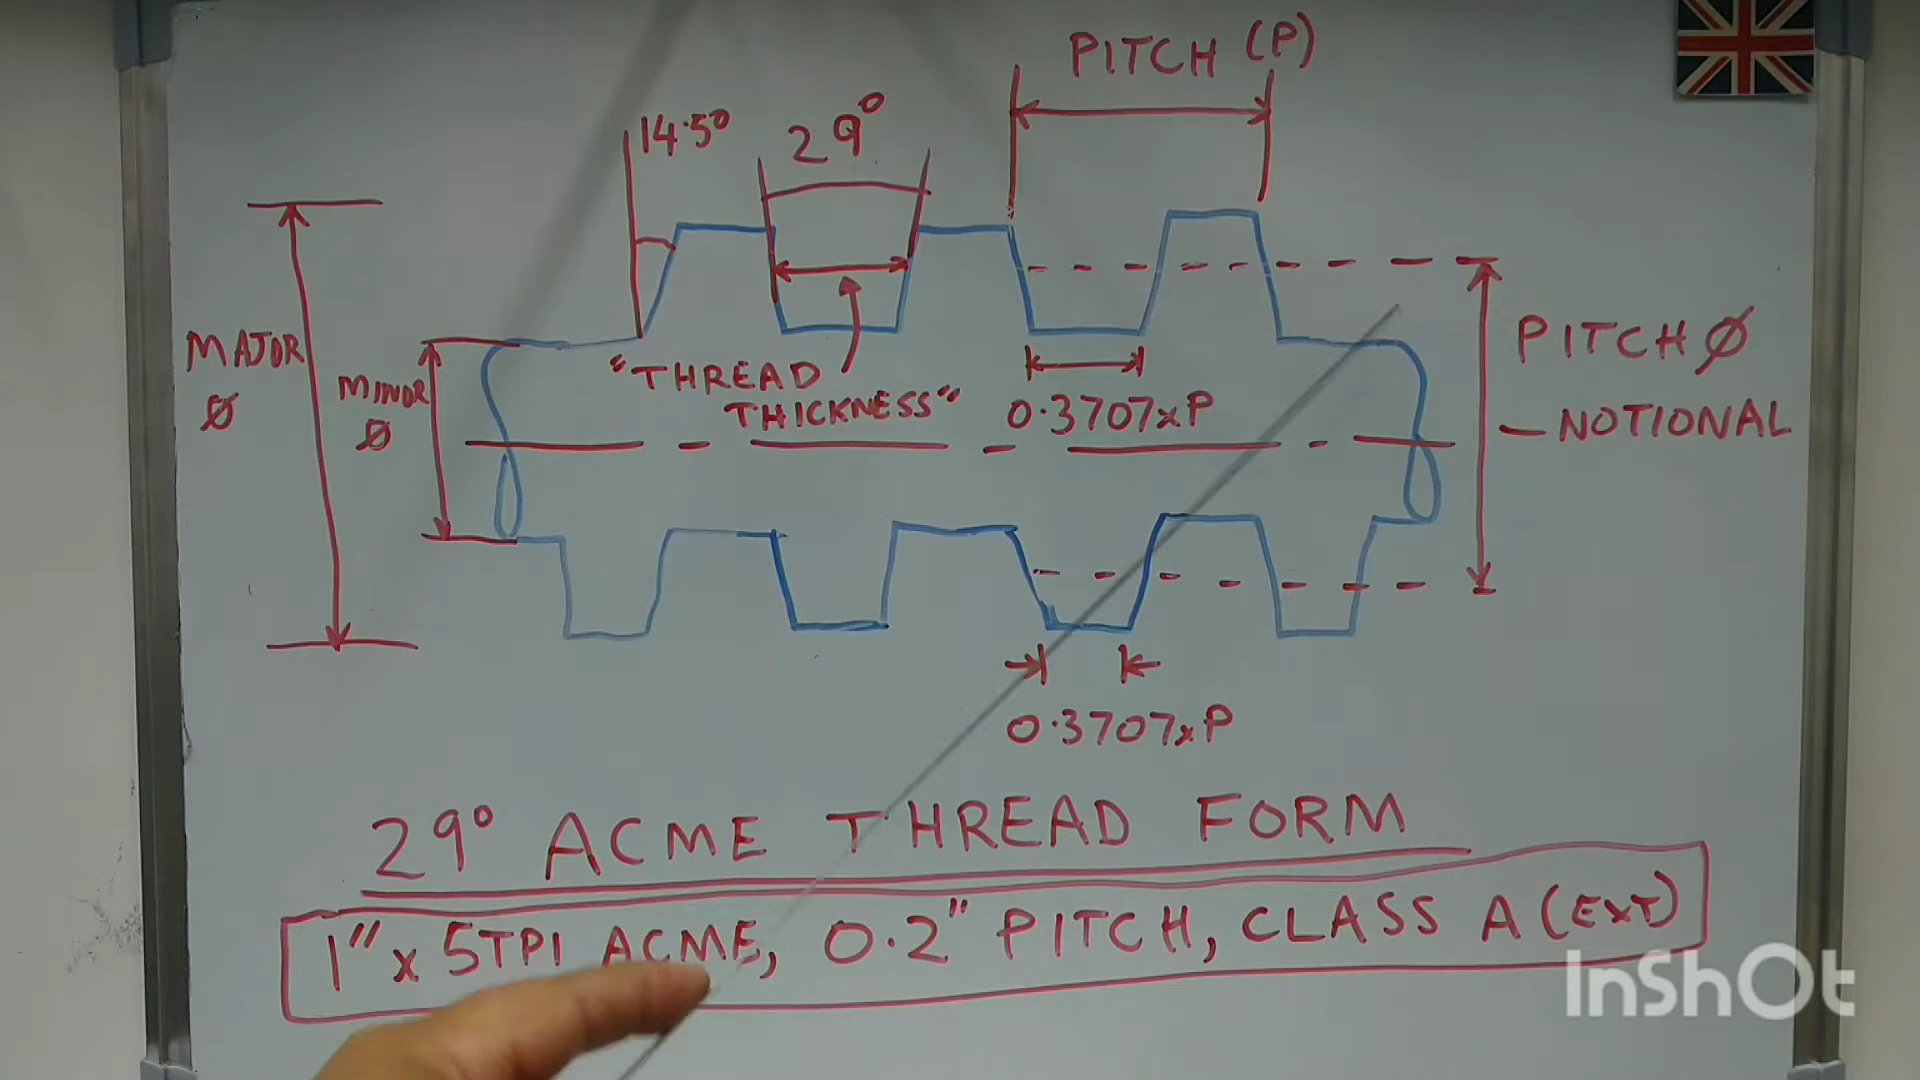 PITCH (P)
14.5°
29°
MAJOR
Ø
MINOR
Ø
"THREAD
THICKNESS"
0.3707xP
PITCH Ø
- NOTIONAL
0.3707xP
29° ACME THREAD FORM
1" x 5TPI ACME, 0.2" PITCH, CLASS A (EXT)
InShOt